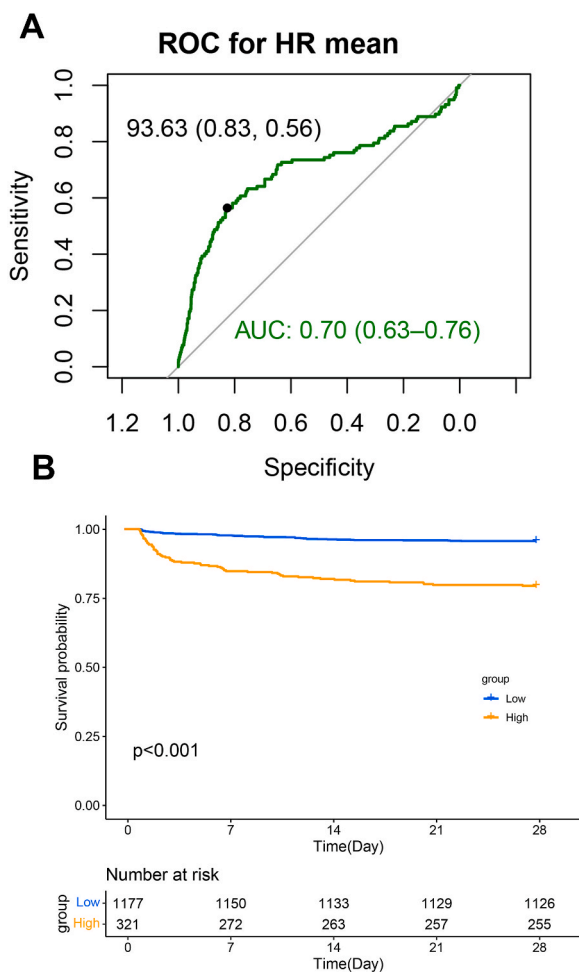 A
ROC for HR mean
Sensitivity
1.0
0.8
0.6
0.4
0.2
0.0
93.63 (0.83, 0.56)
AUC: 0.70 (0.63–0.76)
1.2 1.0 0.8 0.6 0.4 0.2 0.0
Specificity
B
Survival probability
1.00
0.75
0.50
0.25
0.00
group
Low
High
p<0.001
0 7 14 21 28
Time(Day)
Number at risk
group
Low 1177 1150 1133 1129 1126
High 321 272 263 257 255
0 7 14 21 28
Time(Day)